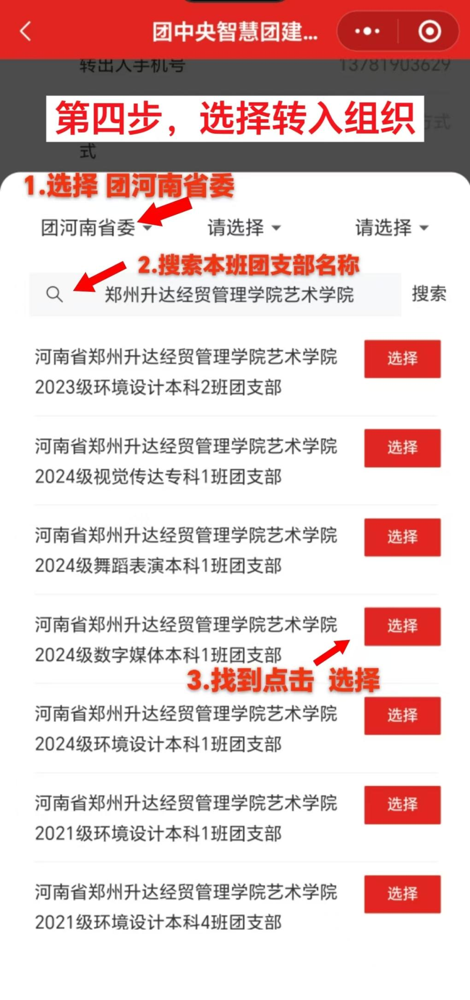 团中央智慧团建...
转出人手机号 13781903629
第四步，选择转入组织
方式
式
1.选择 团河南省委
团河南省委 请选择 请选择
2.搜索本班团支部名称
郑州升达经贸管理学院艺术学院 搜索
河南省郑州升达经贸管理学院艺术学院 选择
2023级环境设计本科2班团支部
河南省郑州升达经贸管理学院艺术学院 选择
2024级视觉传达专科1班团支部
河南省郑州升达经贸管理学院艺术学院 选择
2024级舞蹈表演本科1班团支部
河南省郑州升达经贸管理学院艺术学院 选择
2024级数字媒体本科1班团支部
3.找到点击 选择
河南省郑州升达经贸管理学院艺术学院 选择
2024级环境设计本科1班团支部
河南省郑州升达经贸管理学院艺术学院 选择
2021级环境设计本科1班团支部
河南省郑州升达经贸管理学院艺术学院 选择
2021级环境设计本科4班团支部